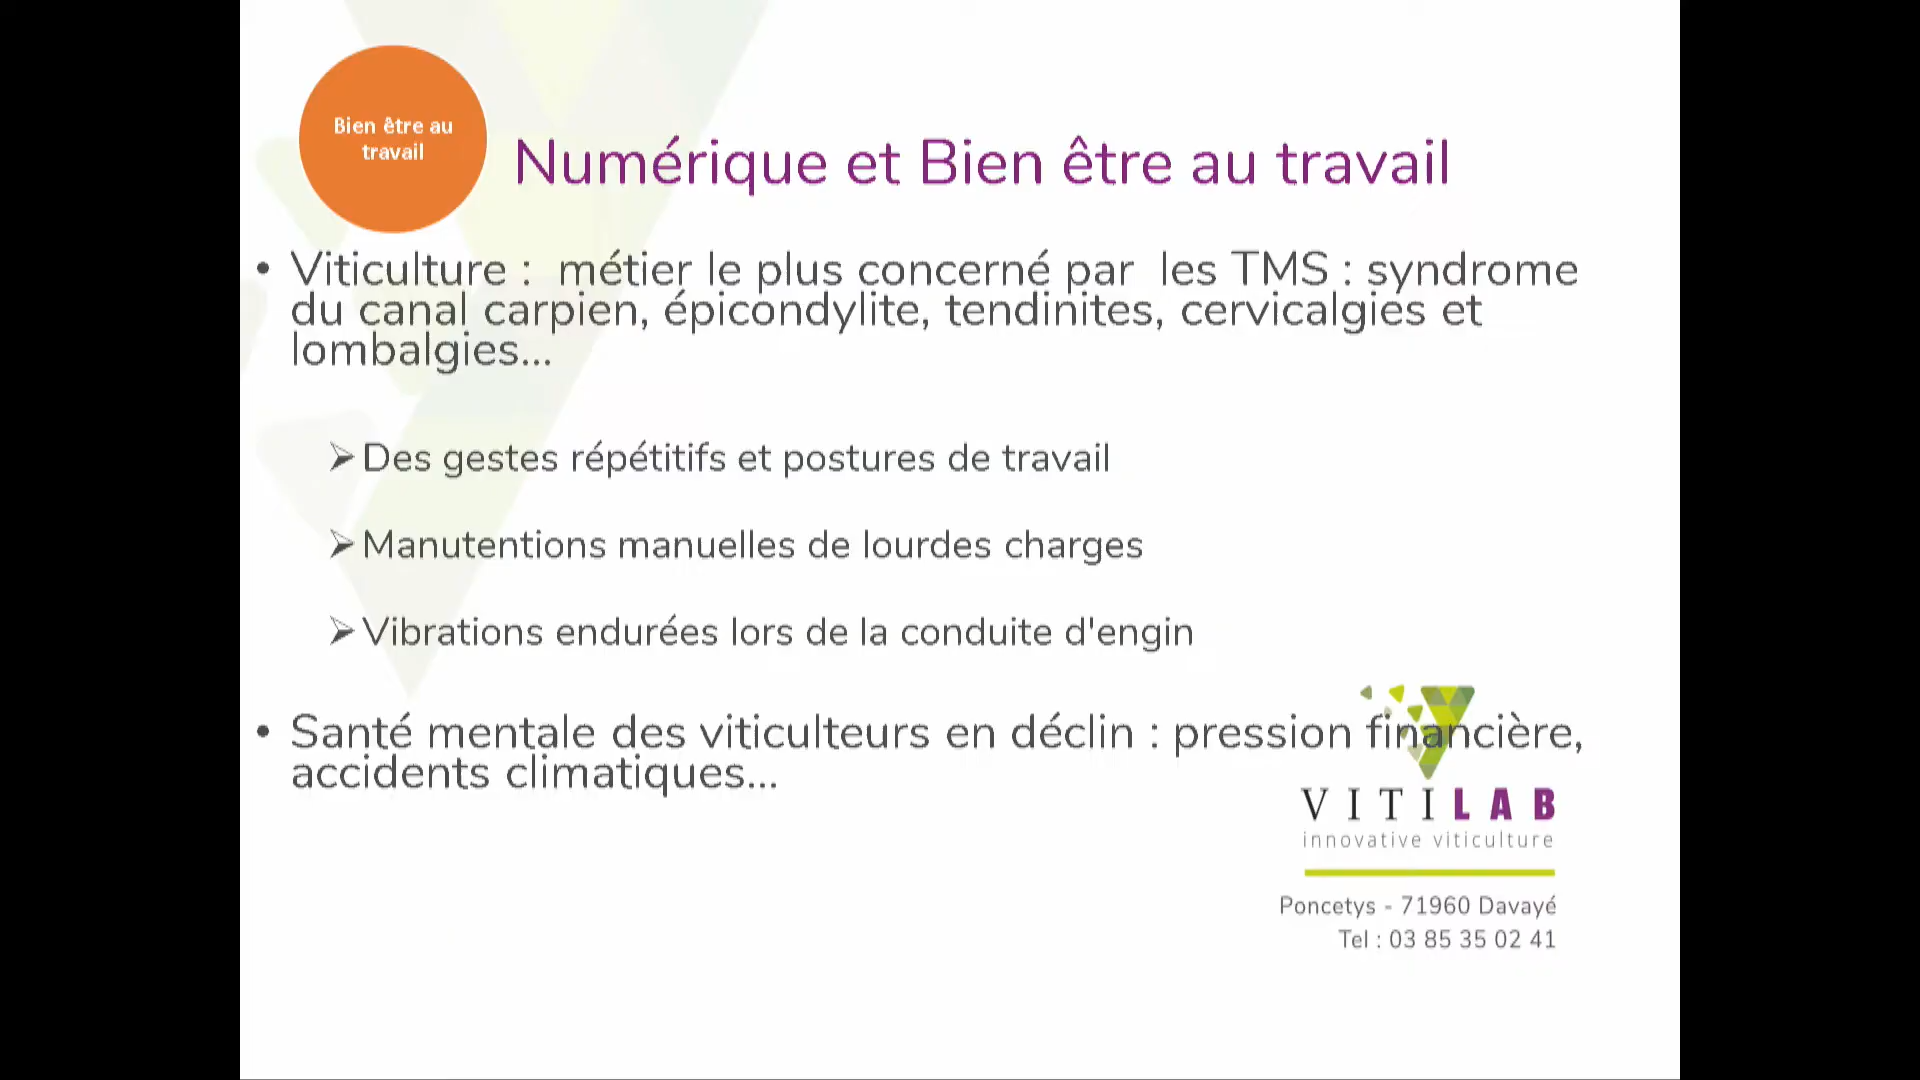 Bien être au
travail
Numérique et Bien être au travail
• Viticulture :  métier le plus concerné par  les TMS : syndrome
du canal carpien, épicondylite, tendinites, cervicalgies et
lombalgies...
➢ Des gestes répétitifs et postures de travail
➢ Manutentions manuelles de lourdes charges
➢ Vibrations endurées lors de la conduite d'engin
• Santé mentale des viticulteurs en déclin : pression financière,
accidents climatiques...
VITILAB
innovative viticulture
Poncetys - 71960 Davayé
Tel : 03 85 35 02 41